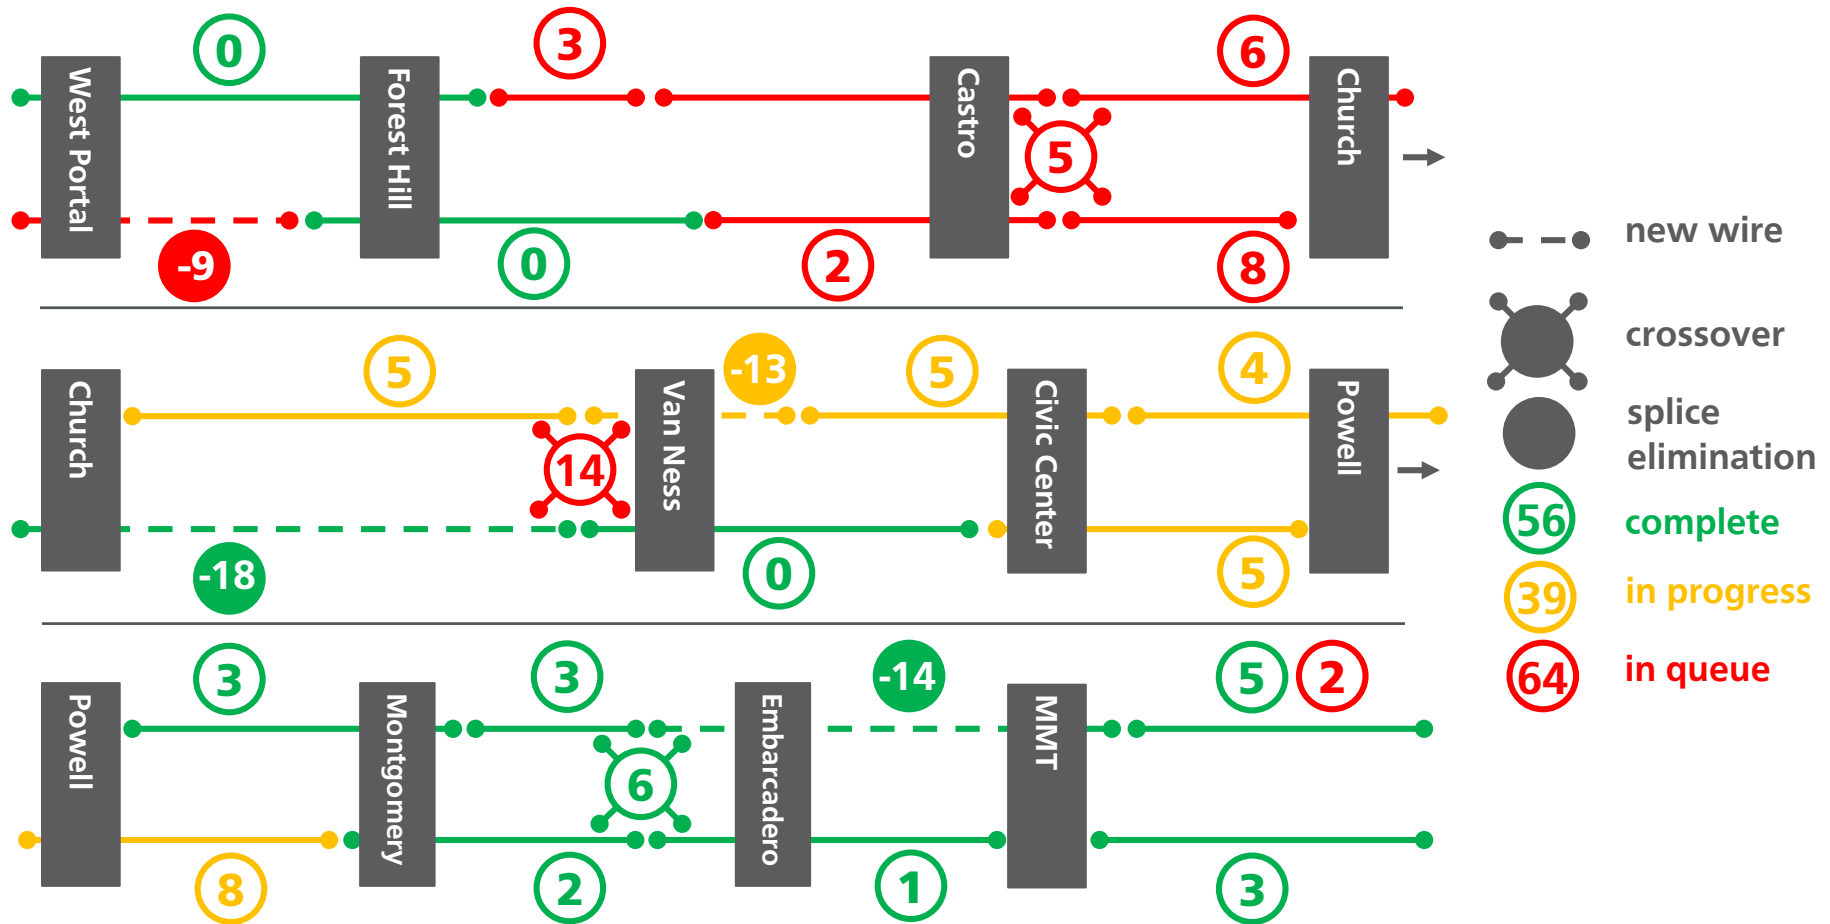 0
3
6
West Portal
Forest Hill
Castro
5
Church
-9
0
2
8
new wire
crossover
splice
elimination
56 complete
39 in progress
64 in queue
5
-13
5
4
Church
14
Van Ness
Civic Center
Powell
-18
0
5
3
3
-14
5
2
Powell
Montgomery
6
Embarcadero
MMT
8
2
1
3